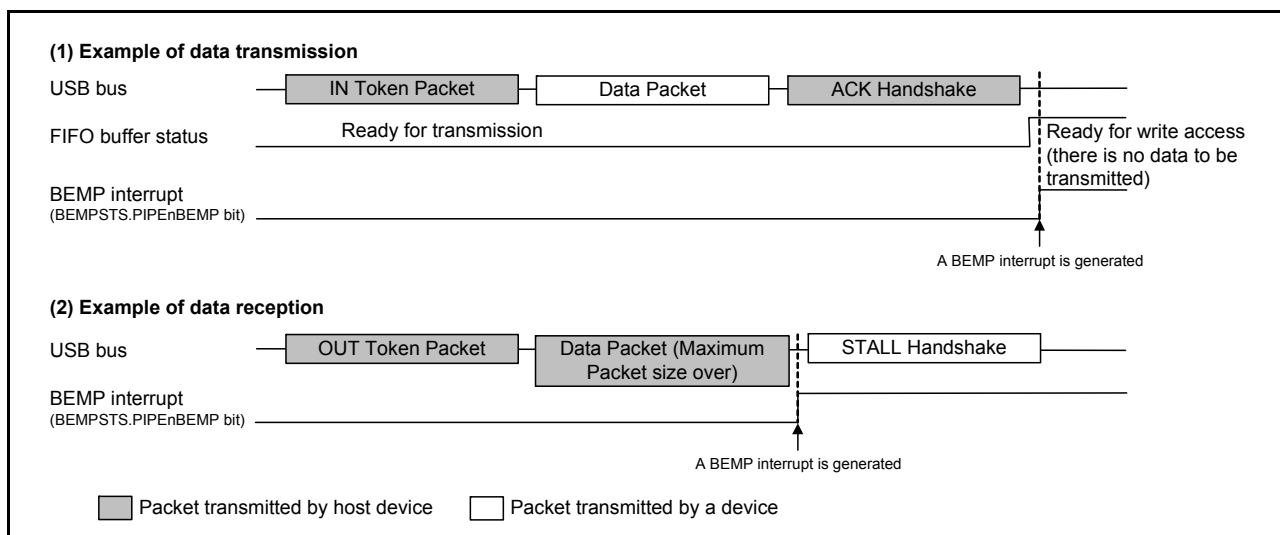 (1) Example of data transmission
USB bus
IN Token Packet
Data Packet
ACK Handshake
FIFO buffer status
Ready for transmission
Ready for write access
(there is no data to be
transmitted)
BEMP interrupt
(BEMPSTS.PIPEnBEMP bit)
A BEMP interrupt is generated
(2) Example of data reception
USB bus
OUT Token Packet
Data Packet (Maximum
Packet size over)
STALL Handshake
BEMP interrupt
(BEMPSTS.PIPEnBEMP bit)
A BEMP interrupt is generated
Packet transmitted by host device
Packet transmitted by a device